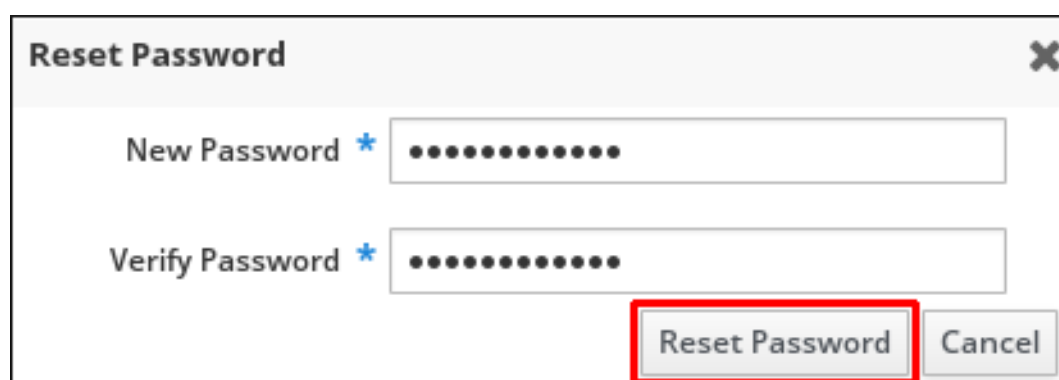 Reset Password
New Password * ••••••••••••
Verify Password * ••••••••••••
Reset Password Cancel